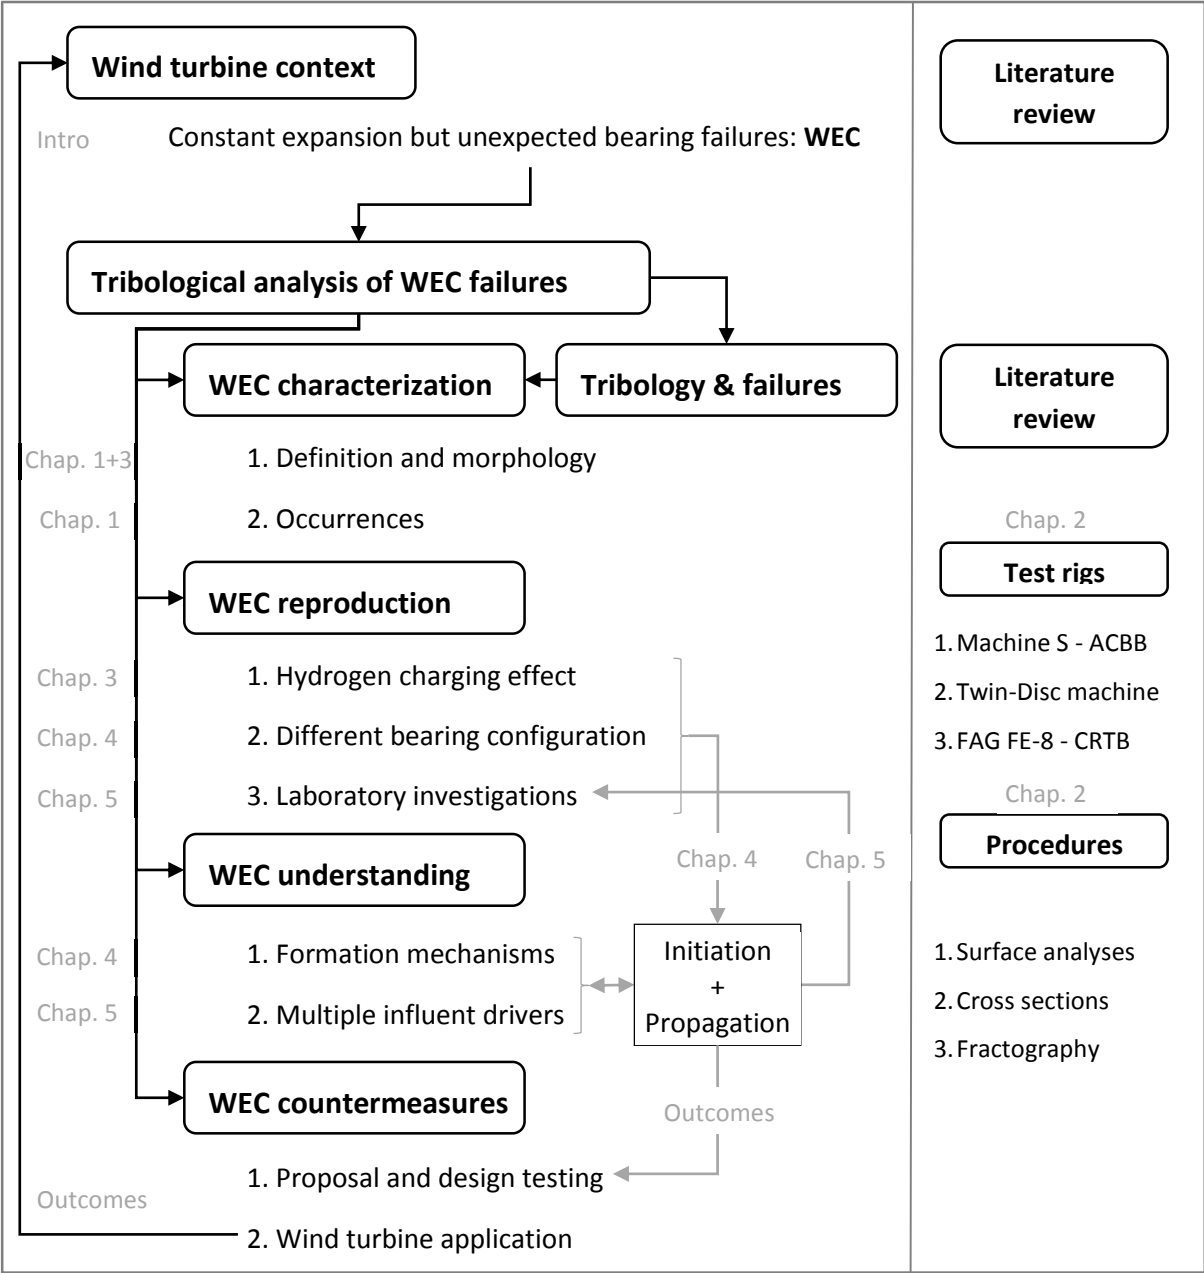 Wind turbine context
Intro
Constant expansion but unexpected bearing failures: WEC
Tribological analysis of WEC failures
WEC characterization
Tribology & failures
Chap. 1+3
1. Definition and morphology
Chap. 1
2. Occurrences
WEC reproduction
Chap. 3
1. Hydrogen charging effect
Chap. 4
2. Different bearing configuration
Chap. 5
3. Laboratory investigations
Chap. 4
Chap. 5
WEC understanding
Chap. 4
1. Formation mechanisms
Chap. 5
2. Multiple influent drivers
Initiation
+
Propagation
WEC countermeasures
Outcomes
1. Proposal and design testing
Outcomes
2. Wind turbine application
Literature
review
Literature
review
Chap. 2
Test rigs
1. Machine S - ACBB
2. Twin-Disc machine
3. FAG FE-8 - CRTB
Chap. 2
Procedures
1. Surface analyses
2. Cross sections
3. Fractography